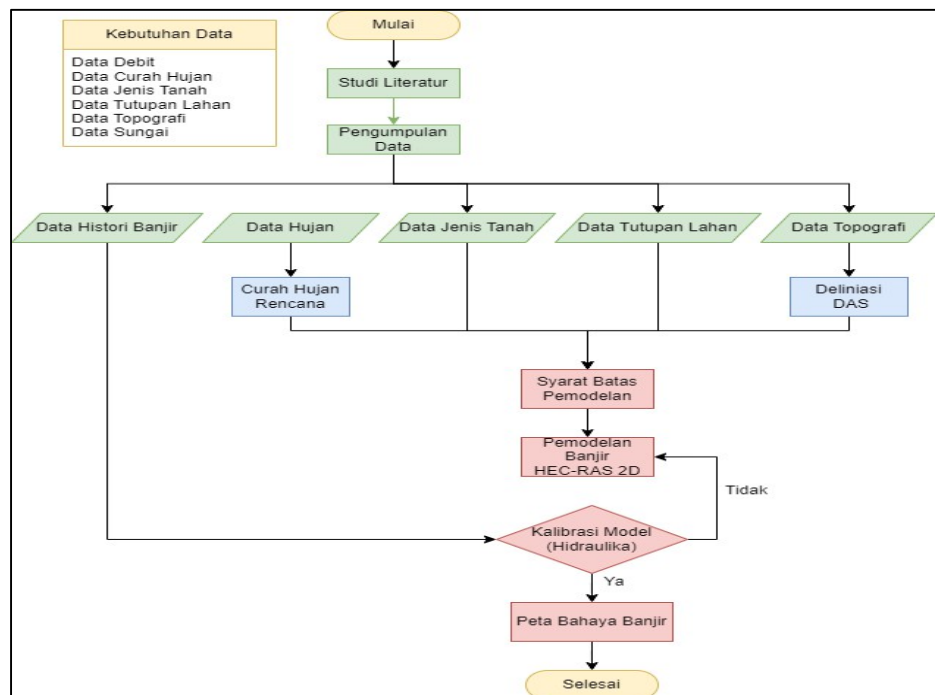 Kebutuhan Data
Data Debit
Data Curah Hujan
Data Jenis Tanah
Data Tutupan Lahan
Data Topografi
Data Sungai
Mulai
Studi Literatur
Pengumpulan
Data
Data Histori Banjir
Data Hujan
Data Jenis Tanah
Data Tutupan Lahan
Data Topografi
Curah Hujan
Rencana
Deliniasi
DAS
Syarat Batas
Pemodelan
Pemodelan
Banjir
HEC-RAS 2D
Tidak
Kalibrasi Model
(Hidraulika)
Ya
Peta Bahaya Banjir
Selesai